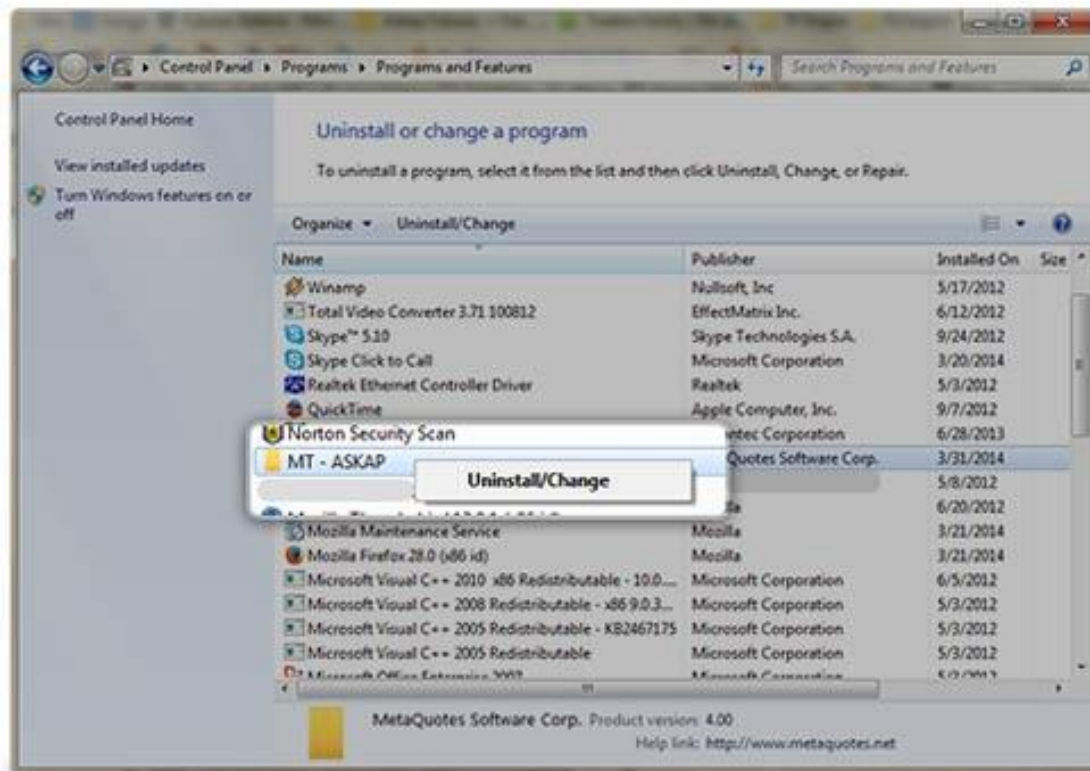 Control Panel ▸ Programs ▸ Programs and Features
Search Programs and Features
Control Panel Home
View installed updates
Turn Windows features on or
off
Uninstall or change a program
To uninstall a program, select it from the list and then click Uninstall, Change, or Repair.
Organize Uninstall/Change
Name Publisher Installed On Size
Winamp Nullsoft, Inc 5/17/2012
Total Video Converter 3.71 100812 EffectMatrix Inc. 6/12/2012
Skype™ 5.10 Skype Technologies S.A. 9/24/2012
Skype Click to Call Microsoft Corporation 3/20/2014
Realtek Ethernet Controller Driver Realtek 5/3/2012
QuickTime Apple Computer, Inc. 9/7/2012
Norton Security Scan Corporation 6/28/2013
MT - ASKAP Quotes Software Corp. 3/31/2014
Uninstall/Change
5/8/2012
6/20/2012
Mozilla Maintenance Service Mozilla 3/21/2014
Mozilla Firefox 28.0 (x86 id) Mozilla 3/21/2014
Microsoft Visual C++ 2010 x86 Redistributable - 10.0.... Microsoft Corporation 6/5/2012
Microsoft Visual C++ 2008 Redistributable - x86 9.0.3... Microsoft Corporation 5/3/2012
Microsoft Visual C++ 2005 Redistributable - KB2467175 Microsoft Corporation 5/3/2012
Microsoft Visual C++ 2005 Redistributable Microsoft Corporation 5/3/2012
Microsoft Office Enterprise 2007 Microsoft Corporation
MetaQuotes Software Corp. Product version: 4.00
Help link: http://www.metaquotes.net